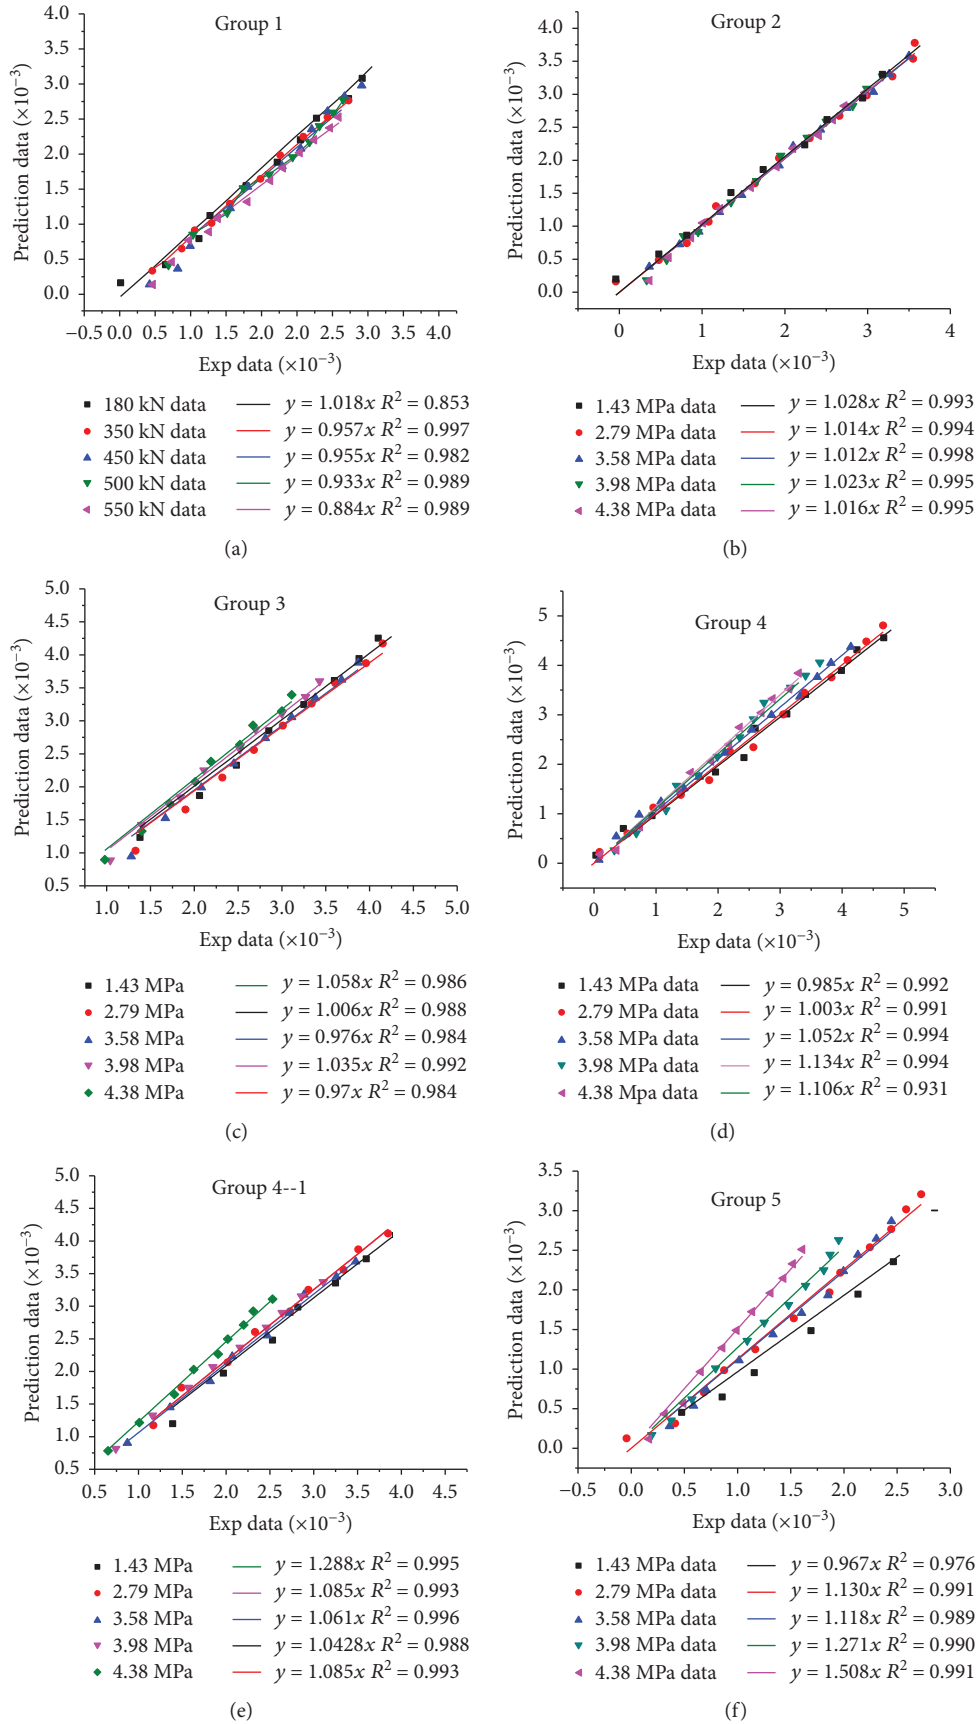 Group 1
Prediction data (×10−3)
4.0
3.5
3.0
2.5
2.0
1.5
1.0
0.5
0.0
−0.5 0.0 0.5 1.0 1.5 2.0 2.5 3.0 3.5 4.0
Exp data (×10−3)
180 kN data y = 1.018x R2 = 0.853
350 kN data y = 0.957x R2 = 0.997
450 kN data y = 0.955x R2 = 0.982
500 kN data y = 0.933x R2 = 0.989
550 kN data y = 0.884x R2 = 0.989
(a)
Group 2
Prediction data (×10−3)
4.0
3.5
3.0
2.5
2.0
1.5
1.0
0.5
0.0
0 1 2 3 4
Exp data (×10−3)
1.43 MPa data y = 1.028x R2 = 0.993
2.79 MPa data y = 1.014x R2 = 0.994
3.58 MPa data y = 1.012x R2 = 0.998
3.98 MPa data y = 1.023x R2 = 0.995
4.38 MPa data y = 1.016x R2 = 0.995
(b)
Group 3
Prediction data (×10−3)
5.0
4.5
4.0
3.5
3.0
2.5
2.0
1.5
1.0
0.5
1.0 1.5 2.0 2.5 3.0 3.5 4.0 4.5 5.0
Exp data (×10−3)
1.43 MPa y = 1.058x R2 = 0.986
2.79 MPa y = 1.006x R2 = 0.988
3.58 MPa y = 0.976x R2 = 0.984
3.98 MPa y = 1.035x R2 = 0.992
4.38 MPa y = 0.97x R2 = 0.984
(c)
Group 4
Prediction data (×10−3)
5
4
3
2
1
0
0 1 2 3 4 5
Exp data (×10−3)
1.43 MPa data y = 0.985x R2 = 0.992
2.79 MPa data y = 1.003x R2 = 0.991
3.58 MPa data y = 1.052x R2 = 0.994
3.98 MPa data y = 1.134x R2 = 0.994
4.38 Mpa data y = 1.106x R2 = 0.931
(d)
Group 4--1
Prediction data (×10−3)
5.0
4.5
4.0
3.5
3.0
2.5
2.0
1.5
1.0
0.5
0.5 1.0 1.5 2.0 2.5 3.0 3.5 4.0 4.5
Exp data (×10−3)
1.43 MPa y = 1.288x R2 = 0.995
2.79 MPa y = 1.085x R2 = 0.993
3.58 MPa y = 1.061x R2 = 0.996
3.98 MPa y = 1.0428x R2 = 0.988
4.38 MPa y = 1.085x R2 = 0.993
(e)
Group 5
Prediction data (×10−3)
3.5
3.0
2.5
2.0
1.5
1.0
0.5
0.0
−0.5 0.0 0.5 1.0 1.5 2.0 2.5 3.0
Exp data (×10−3)
1.43 MPa data y = 0.967x R2 = 0.976
2.79 MPa data y = 1.130x R2 = 0.991
3.58 MPa data y = 1.118x R2 = 0.989
3.98 MPa data y = 1.271x R2 = 0.990
4.38 MPa data y = 1.508x R2 = 0.991
(f)